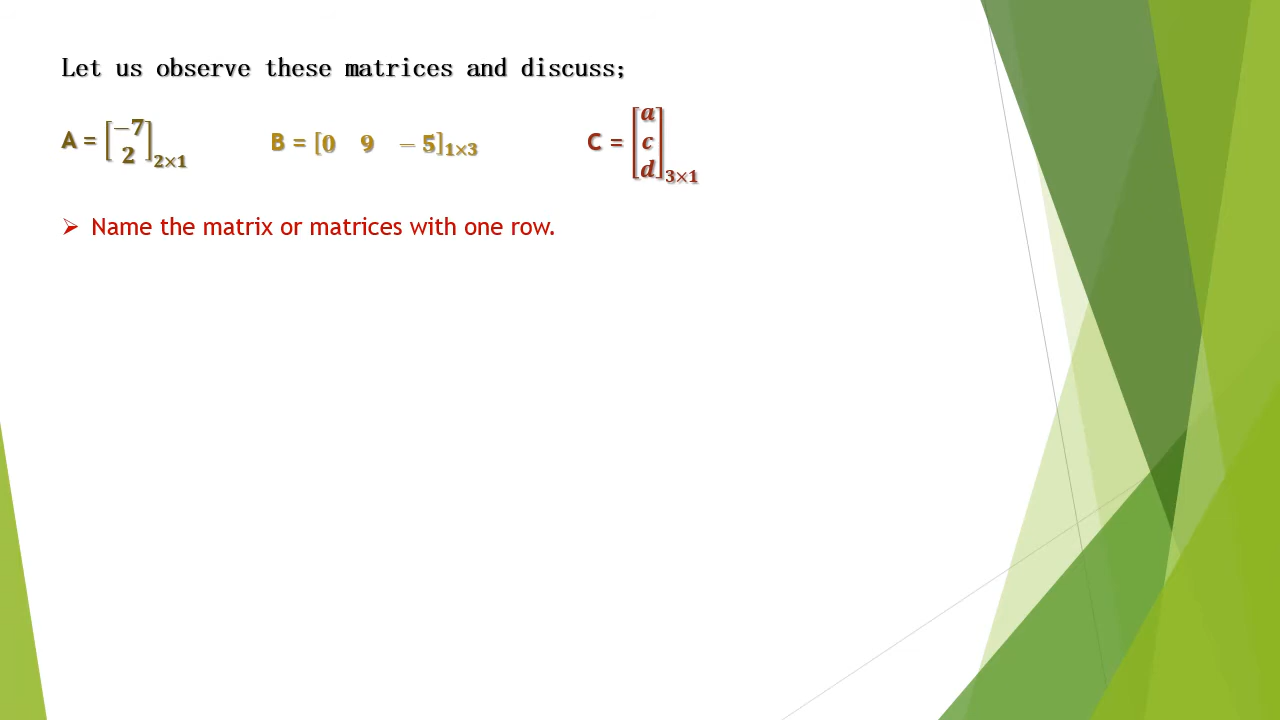 Let us observe these matrices and discuss;
A = [−7 2]2×1 B = [0 9 − 5]1×3 C = [a c d]3×1
➢ Name the matrix or matrices with one row.